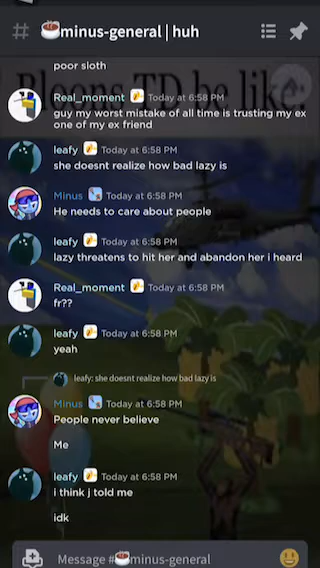 # ☕minus-general | huh
Bloons TD be like.
poor sloth
Real_moment Today at 6:58 PM
guy my worst mistake of all time is trusting my ex
one of my ex friend
leafy Today at 6:58 PM
she doesnt realize how bad lazy is
Minus Today at 6:58 PM
He needs to care about people
leafy Today at 6:58 PM
lazy threatens to hit her and abandon her i heard
Real_moment Today at 6:58 PM
fr??
leafy Today at 6:58 PM
yeah
leafy: she doesnt realize how bad lazy is
Minus Today at 6:58 PM
People never believe
Me
leafy Today at 6:58 PM
i think j told me
idk
Message #☕minus-general